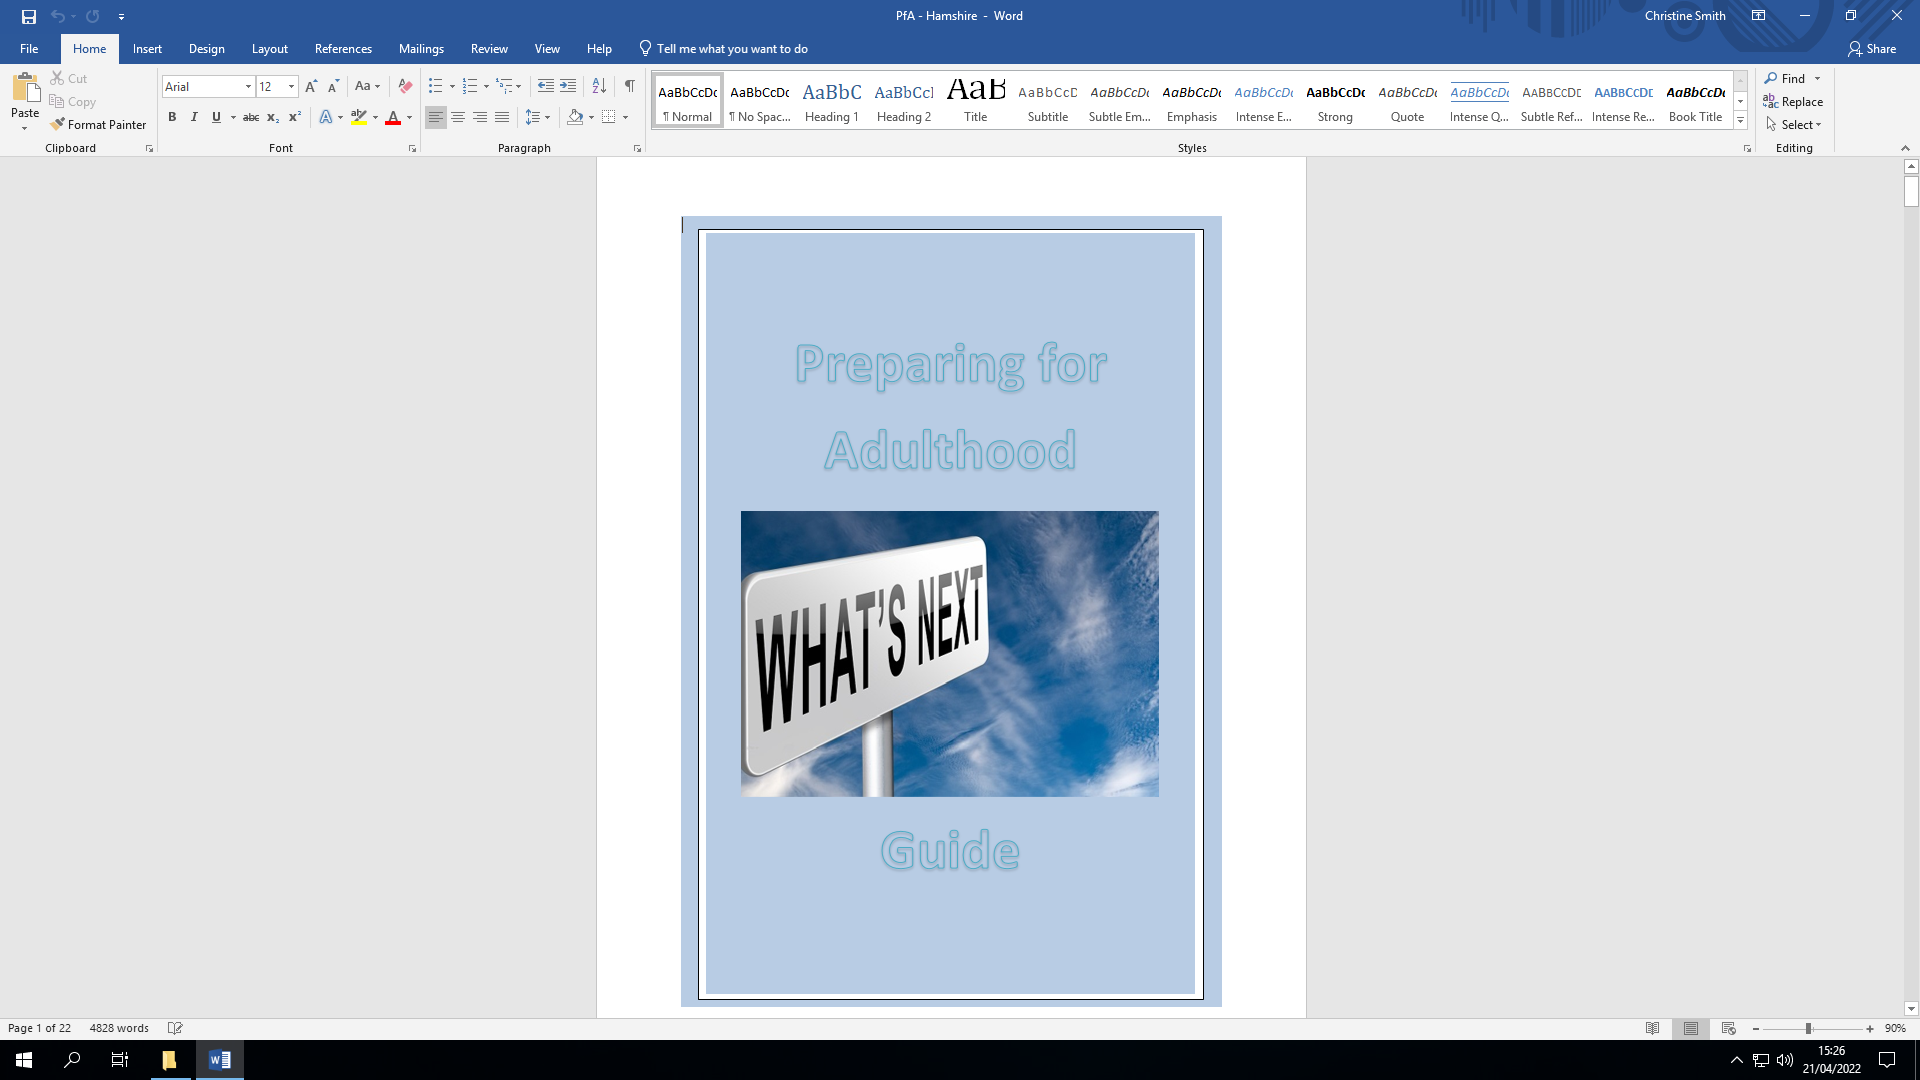 PfA - Hamshire - Word
Christine Smith
File Home Insert Design Layout References Mailings Review View Help Tell me what you want to do Share
Cut
Copy
Format Painter
Paste
Clipboard
Arial 12
Font
Paragraph
AaBbCcDc AaBbCcDc AaBbC AaBbCcI AaB AaBbCcD AaBbCcDc AaBbCcDc AaBbCcDc AaBbCcDc AaBbCcDc AaBbCcDc AABBCCDE AABBCCDE AaBbCcDc
¶ Normal ¶ No Spac... Heading 1 Heading 2 Title Subtitle Subtle Em... Emphasis Intense E... Strong Quote Intense Q... Subtle Ref... Intense Re... Book Title
Styles
Find
Replace
Select
Editing
Preparing for
Adulthood
WHAT'S NEXT
Guide
Page 1 of 22 4828 words
90%
15:26
21/04/2022